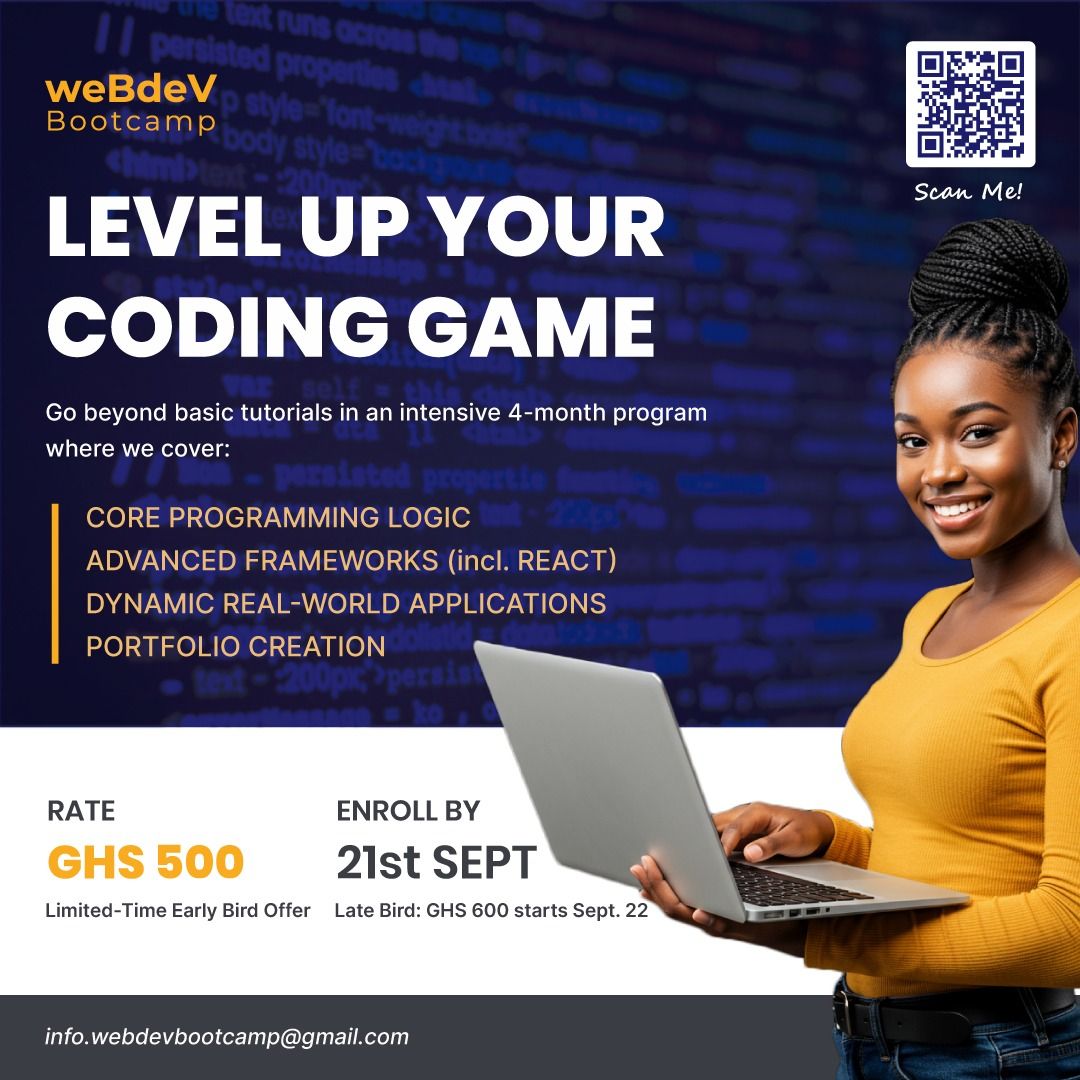 weBdeV
Bootcamp
Scan Me!
LEVEL UP YOUR
CODING GAME
Go beyond basic tutorials in an intensive 4-month program
where we cover:
CORE PROGRAMMING LOGIC
ADVANCED FRAMEWORKS (incl. REACT)
DYNAMIC REAL-WORLD APPLICATIONS
PORTFOLIO CREATION
RATE
GHS 500
Limited-Time Early Bird Offer
ENROLL BY
21st SEPT
Late Bird: GHS 600 starts Sept. 22
info.webdevbootcamp@gmail.com